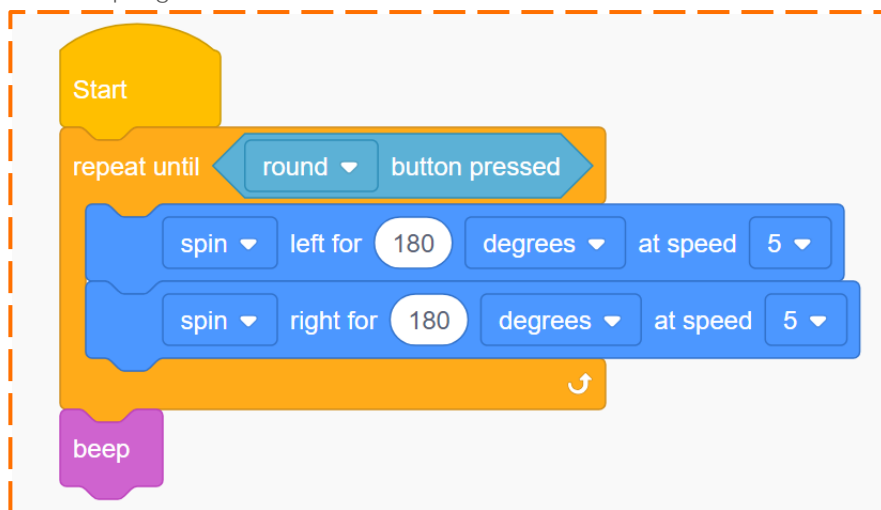 Start
repeat until round button pressed
spin left for 180 degrees at speed 5
spin right for 180 degrees at speed 5
beep